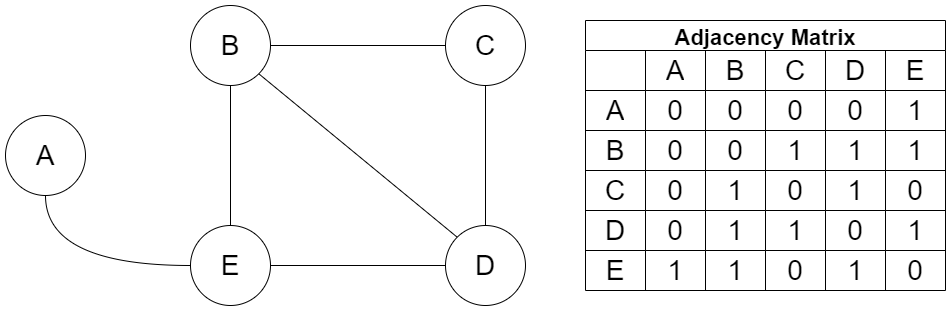 B
C
A
E
D
Adjacency Matrix
A B C D E
A 0 0 0 0 1
B 0 0 1 1 1
C 0 1 0 1 0
D 0 1 1 0 1
E 1 1 0 1 0